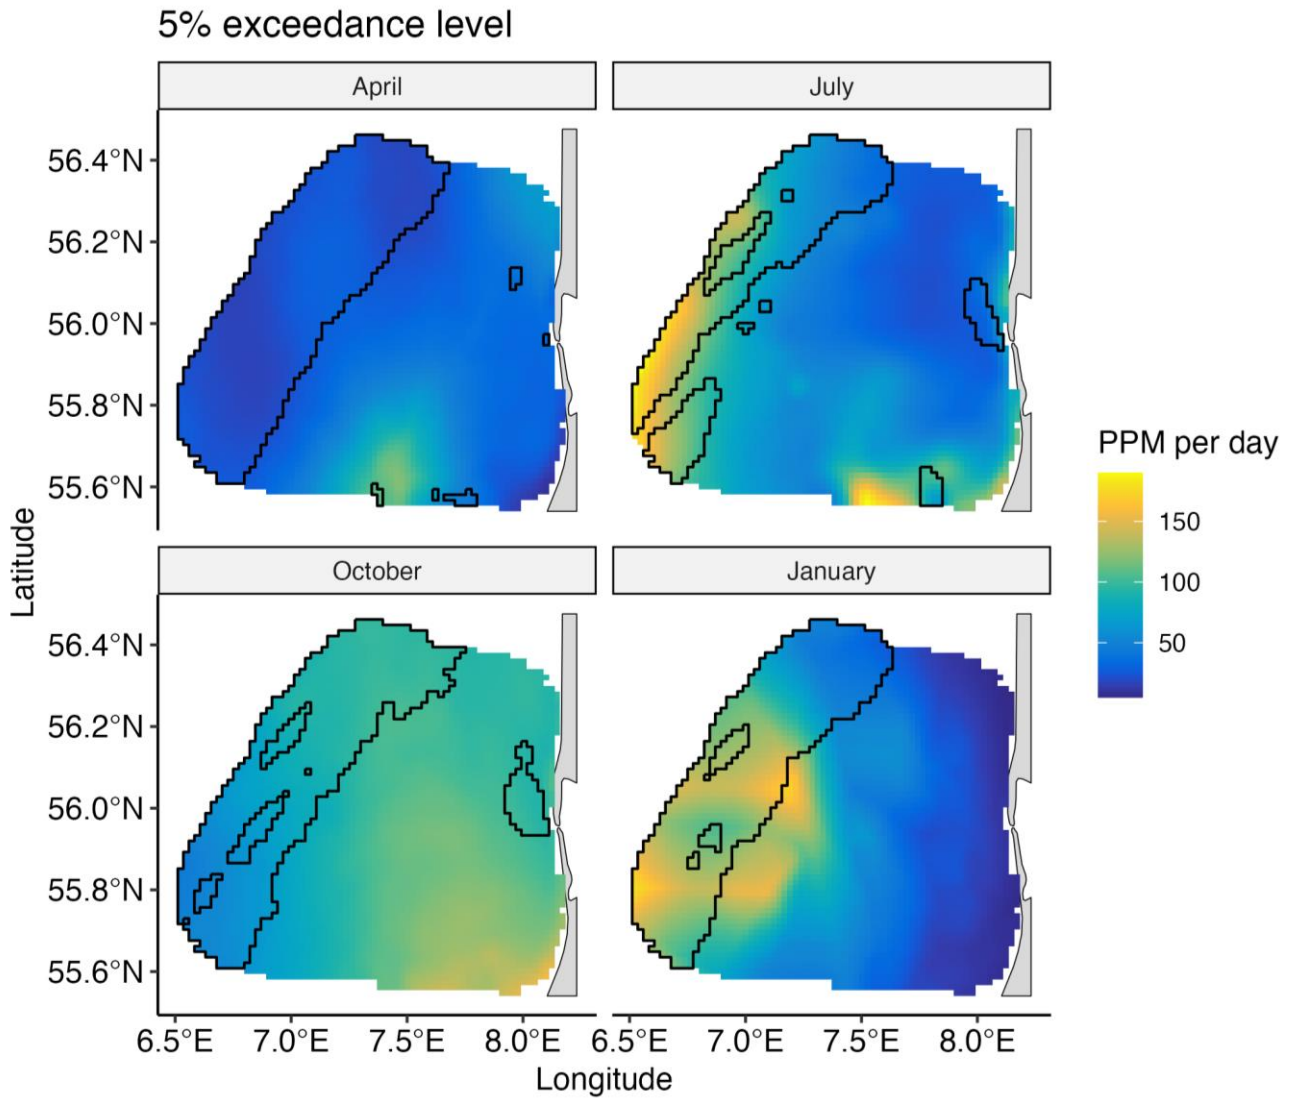 5% exceedance level
April
July
56.4°N
56.2°N
56.0°N
55.8°N
55.6°N
October
January
56.4°N
56.2°N
56.0°N
55.8°N
55.6°N
6.5°E 7.0°E 7.5°E 8.0°E 6.5°E 7.0°E 7.5°E 8.0°E
Longitude
Latitude
PPM per day
150
100
50